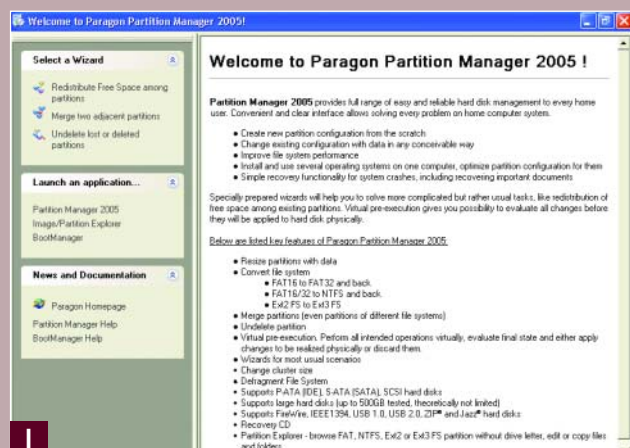 Welcome to Paragon Partition Manager 2005!
Select a Wizard
Redistribute Free Space among
partitions
Merge two adjacent partitions
Undelete lost or deleted
partitions
Launch an application...
Partition Manager 2005
Image/Partition Explorer
BootManager
News and Documentation
Paragon Homepage
Partition Manager Help
BootManager Help
Welcome to Paragon Partition Manager 2005 !
Partition Manager 2005 provides full range of easy and reliable hard disk management to every home
user. Convenient and clear interface allows solving every problem on home computer system.
● Create new partition configuration from the scratch
● Change existing configuration with data in any conceivable way
● Improve file system performance
● Install and use several operating systems on one computer, optimize partition configuration for them
● Simple recovery functionality for system crashes, including recovering important documents
Specially prepared wizards will help you to solve more complicated but rather usual tasks, like redistribution of
free space among existing partitions. Virtual pre-execution gives you possibility to evaluate all changes before
they will be applied to hard disk physically.
Below are listed key features of Paragon Partition Manager 2005:
● Resize partitions with data
● Convert file system
● FAT16 to FAT32 and back
● FAT16/32 to NTFS and back
● Ext2 FS to Ext3 FS
● Merge partitions (even partitions of different file systems)
● Undelete partition
● Virtual pre-execution. Perform all intended operations virtually, evaluate final state and either apply
changes to be realized physically or discard them.
● Wizards for most usual scenarios
● Change cluster size
● Defragment File System
● Supports P-ATA (IDE), S-ATA (SATA), SCSI hard disks
● Supports large hard disks (up to 500GB tested, theoretically not limited)
● Supports FireWire, IEEE1394, USB 1.0, USB 2.0, ZIP® and Jazz® hard disks
● Recovery CD
● Partition Explorer - browse FAT, NTFS, Ext2 or Ext3 FS partition without drive letter, edit or copy files
and folders